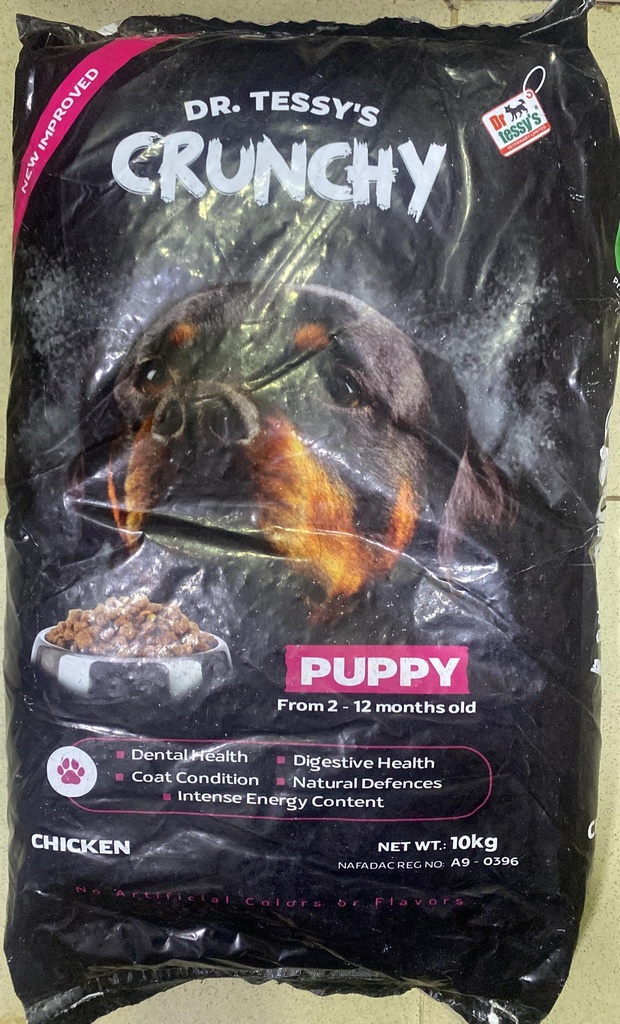 NEW IMPROVED
DR. TESSY'S
CRUNCHY
Dr
tessy's
PUPPY
From 2 - 12 months old
Dental Health
Digestive Health
Coat Condition
Natural Defences
Intense Energy Content
CHICKEN
NET WT.: 10kg
NAFADAC REG NO: A9 - 0396
No Artificial Colors or Flavors